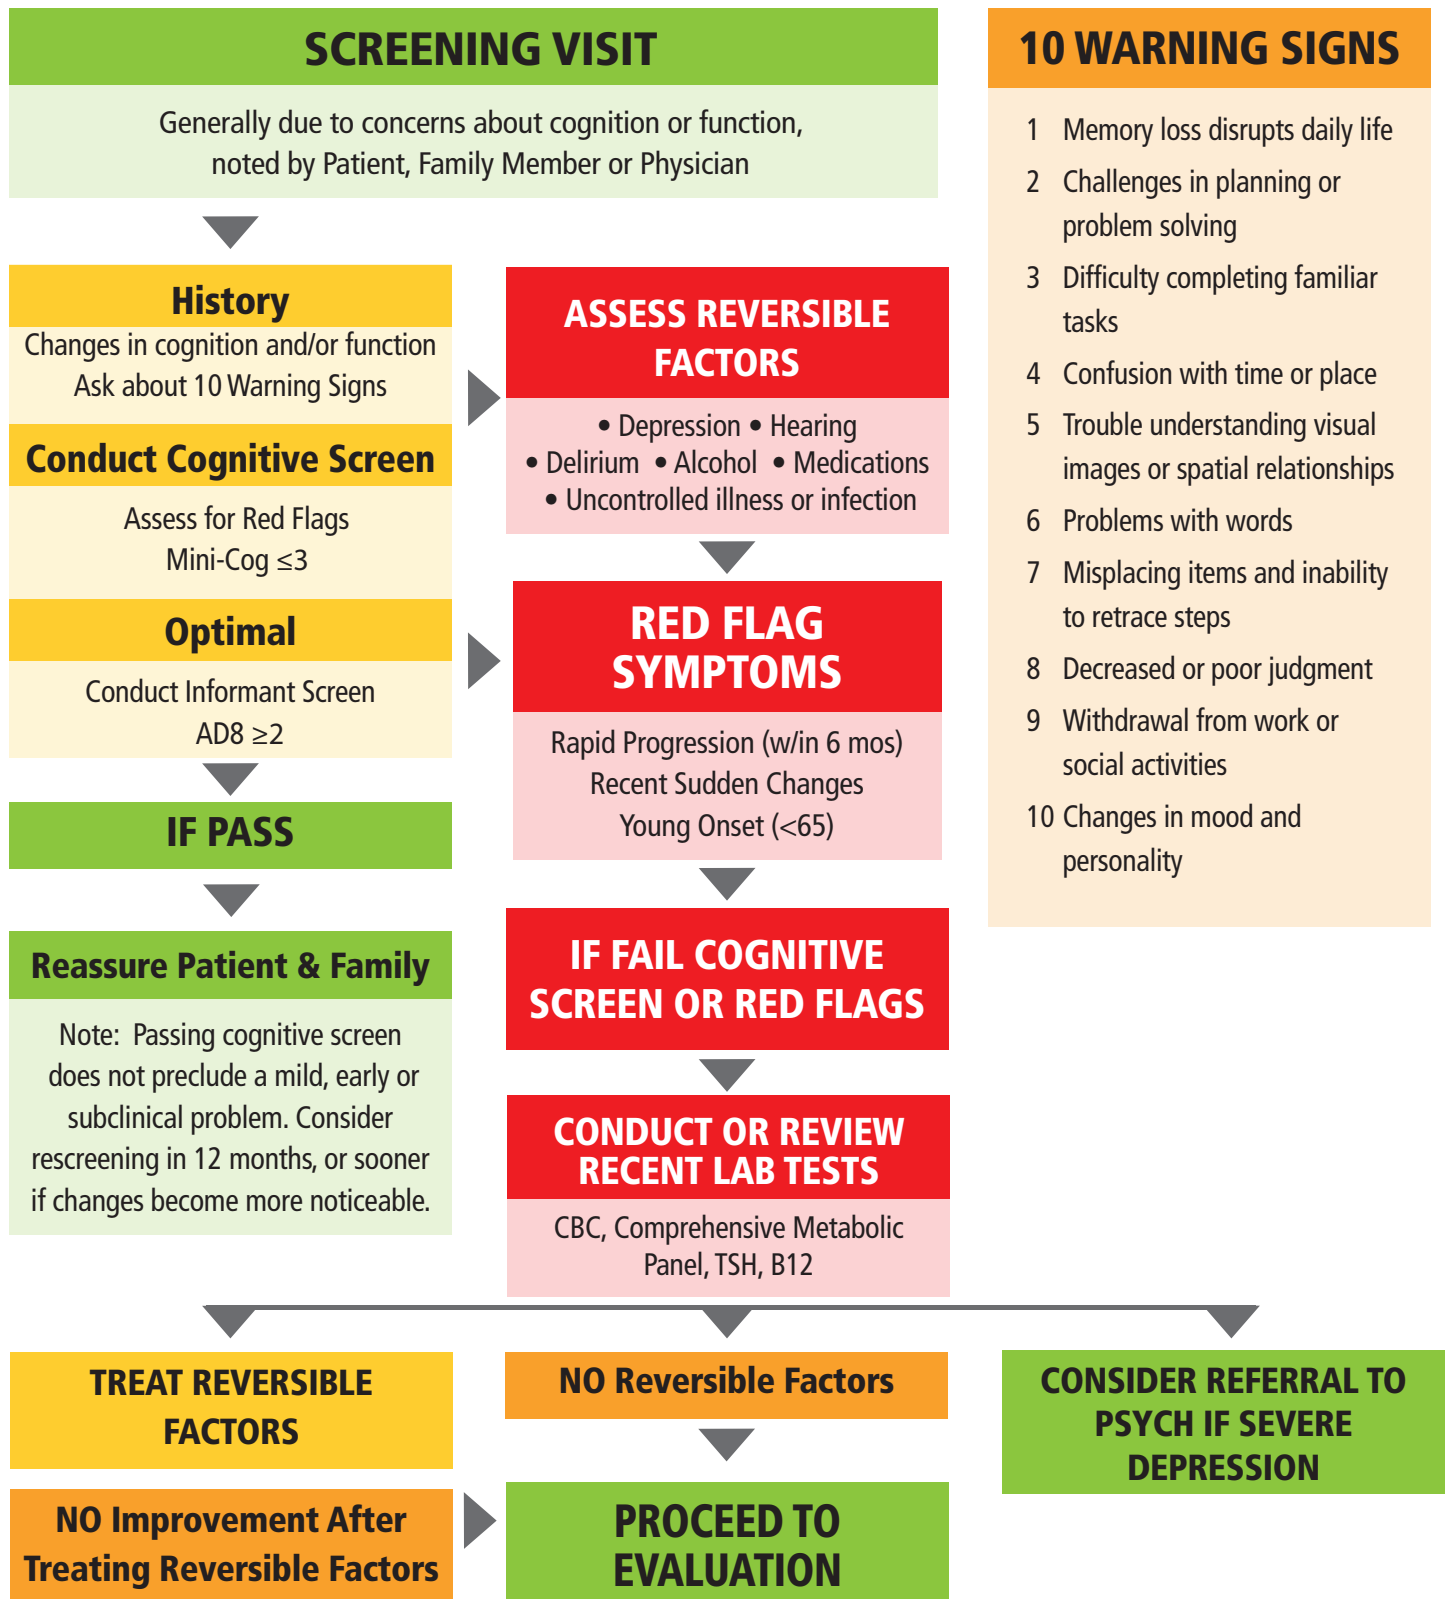 SCREENING VISIT
Generally due to concerns about cognition or function,
noted by Patient, Family Member or Physician
History
Changes in cognition and/or function
Ask about 10 Warning Signs
Conduct Cognitive Screen
Assess for Red Flags
Mini-Cog ≤3
Optimal
Conduct Informant Screen
AD8 ≥2
IF PASS
Reassure Patient & Family
Note: Passing cognitive screen
does not preclude a mild, early or
subclinical problem. Consider
rescreening in 12 months, or sooner
if changes become more noticeable.
ASSESS REVERSIBLE
FACTORS
• Depression • Hearing
• Delirium • Alcohol • Medications
• Uncontrolled illness or infection
RED FLAG
SYMPTOMS
Rapid Progression (w/in 6 mos)
Recent Sudden Changes
Young Onset (<65)
IF FAIL COGNITIVE
SCREEN OR RED FLAGS
CONDUCT OR REVIEW
RECENT LAB TESTS
CBC, Comprehensive Metabolic
Panel, TSH, B12
TREAT REVERSIBLE
FACTORS
NO Improvement After
Treating Reversible Factors
NO Reversible Factors
PROCEED TO
EVALUATION
CONSIDER REFERRAL TO
PSYCH IF SEVERE
DEPRESSION
10 WARNING SIGNS
1 Memory loss disrupts daily life
2 Challenges in planning or
problem solving
3 Difficulty completing familiar
tasks
4 Confusion with time or place
5 Trouble understanding visual
images or spatial relationships
6 Problems with words
7 Misplacing items and inability
to retrace steps
8 Decreased or poor judgment
9 Withdrawal from work or
social activities
10 Changes in mood and
personality